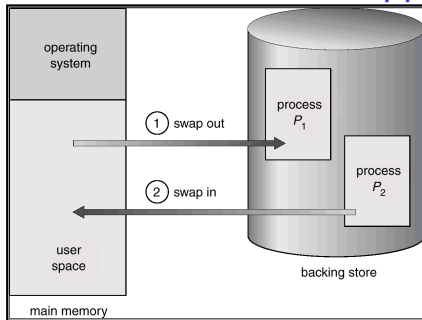 operating
system
1 swap out
process
P1
process
P2
2 swap in
user
space
backing store
main memory